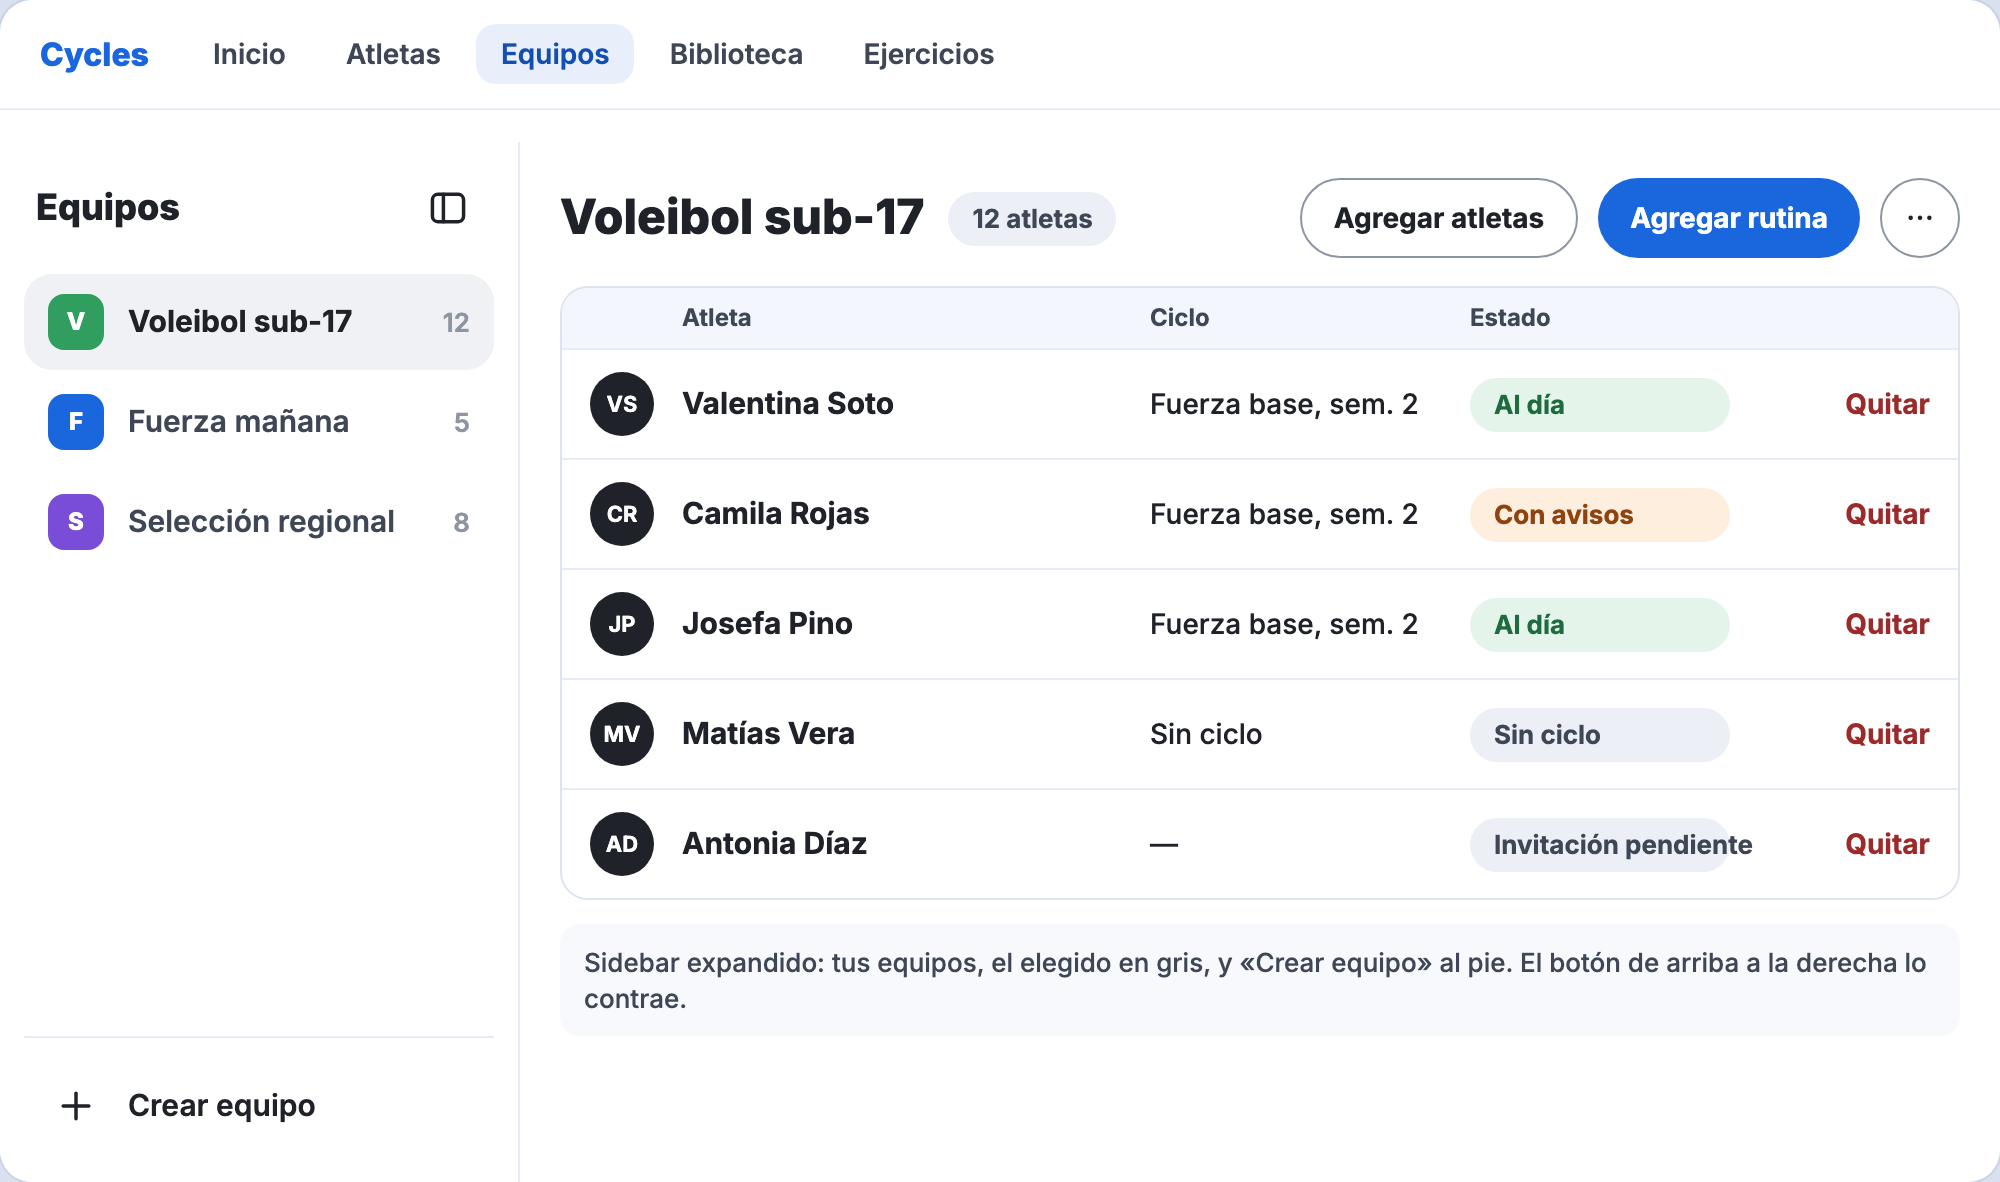 Cycles
Inicio
Atletas
Equipos
Biblioteca
Ejercicios
Equipos
V
Voleibol sub-17
12
F
Fuerza mañana
5
S
Selección regional
8
Crear equipo
Voleibol sub-17
12 atletas
Agregar atletas
Agregar rutina
Atleta
Ciclo
Estado
VS
Valentina Soto
Fuerza base, sem. 2
Al día
Quitar
CR
Camila Rojas
Fuerza base, sem. 2
Con avisos
Quitar
JP
Josefa Pino
Fuerza base, sem. 2
Al día
Quitar
MV
Matías Vera
Sin ciclo
Sin ciclo
Quitar
AD
Antonia Díaz
—
Invitación pendiente
Quitar
Sidebar expandido: tus equipos, el elegido en gris, y «Crear equipo» al pie. El botón de arriba a la derecha lo
contrae.